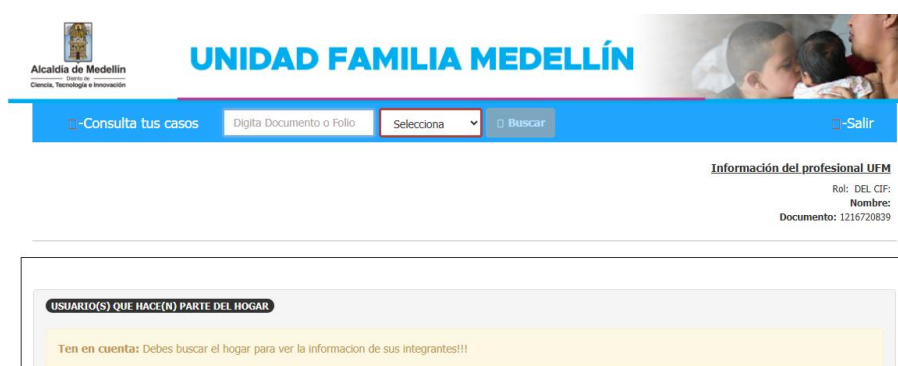 Alcaldía de Medellín
Distrito de
Ciencia, Tecnología e Innovación
UNIDAD FAMILIA MEDELLÍN
-Consulta tus casos
Digita Documento o Folio
Selecciona
Buscar
-Salir
Información del profesional UFM
Rol: DEL CIF:
Nombre:
Documento: 1216720839
USUARIO(S) QUE HACE(N) PARTE DEL HOGAR
Ten en cuenta: Debes buscar el hogar para ver la informacion de sus integrantes!!!